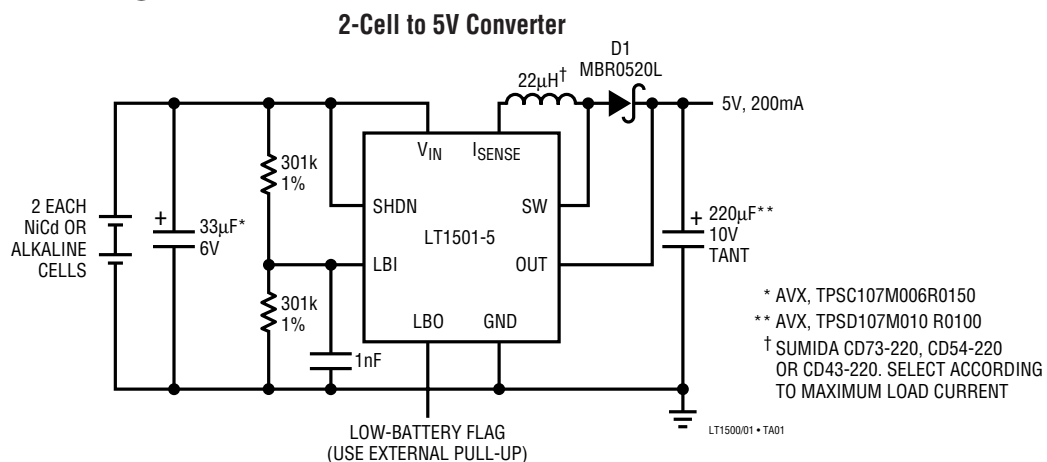 2-Cell to 5V Converter
D1
MBR0520L
22µH†
5V, 200mA
VIN
ISENSE
301k
1%
SHDN
SW
2 EACH
NiCd OR
ALKALINE
CELLS
+
33µF*
6V
LT1501-5
+
220µF**
10V
TANT
LBI
OUT
301k
1%
LBO
GND
1nF
* AVX, TPSC107M006R0150
** AVX, TPSD107M010 R0100
† SUMIDA CD73-220, CD54-220
OR CD43-220. SELECT ACCORDING
TO MAXIMUM LOAD CURRENT
LOW-BATTERY FLAG
(USE EXTERNAL PULL-UP)
LT1500/01 • TA01